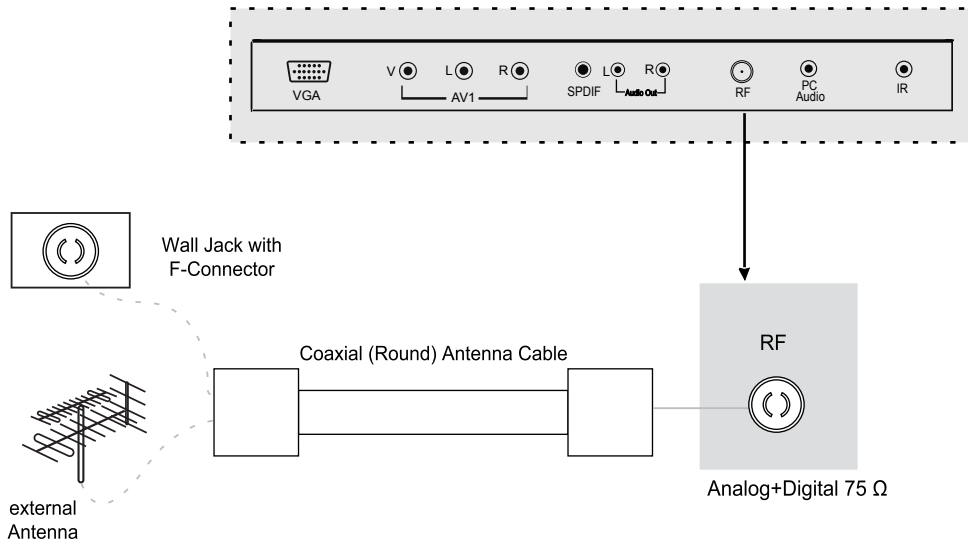 V L R L R
VGA AV1 SPDIF Audio Out RF PC IR
Audio
Wall Jack with
F-Connector
Coaxial (Round) Antenna Cable
RF
Analog+Digital 75 Ω
external
Antenna